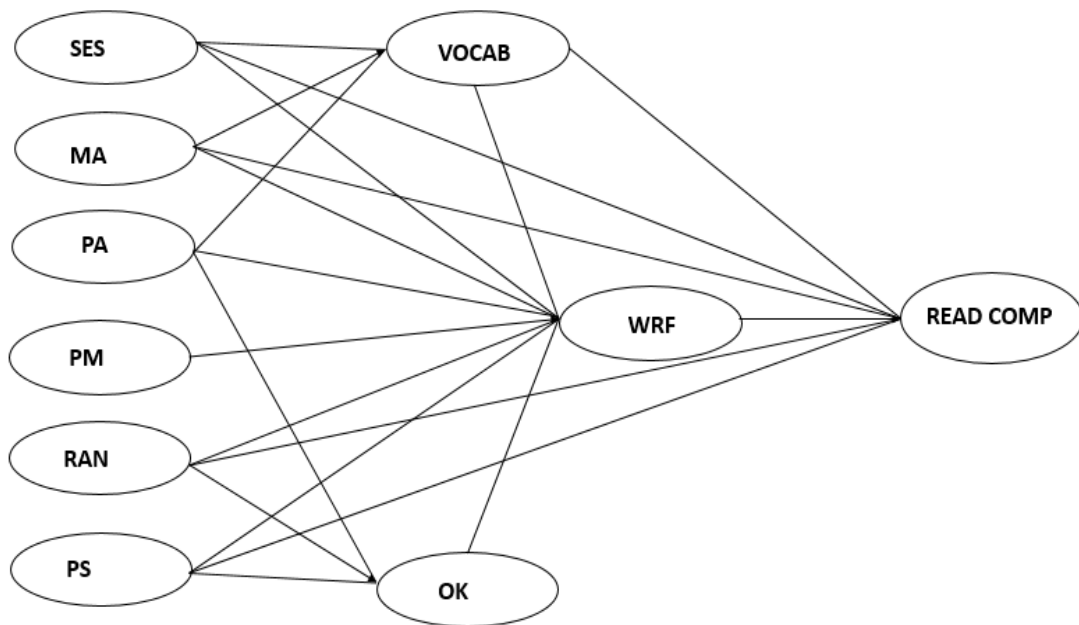 SES
VOCAB
MA
PA
WRF
READ COMP
PM
RAN
PS
OK